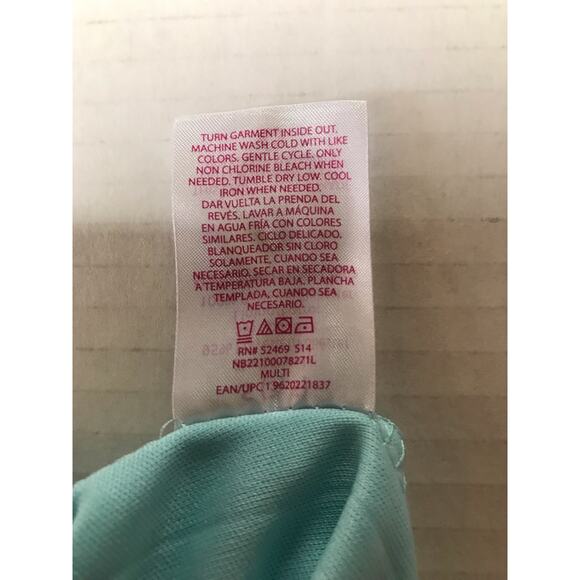 TURN GARMENT INSIDE OUT.
MACHINE WASH COLD WITH LIKE
COLORS. GENTLE CYCLE. ONLY
NON CHLORINE BLEACH WHEN
NEEDED. TUMBLE DRY LOW. COOL
IRON WHEN NEEDED.
DAR VUELTA LA PRENDA DEL
REVÉS. LAVAR A MÁQUINA
EN AGUA FRÍA CON COLORES
SIMILARES. CICLO DELICADO.
BLANQUEADOR SIN CLORO
SOLAMENTE, CUANDO SEA
NECESARIO, SECAR EN SECADORA
A TEMPERATURA BAJA. PLANCHA
TEMPLADA, CUANDO SEA
NECESARIO.
RN# 52469 S14
NB22100078271L
MULTI
EAN/UPC 1 9620221837